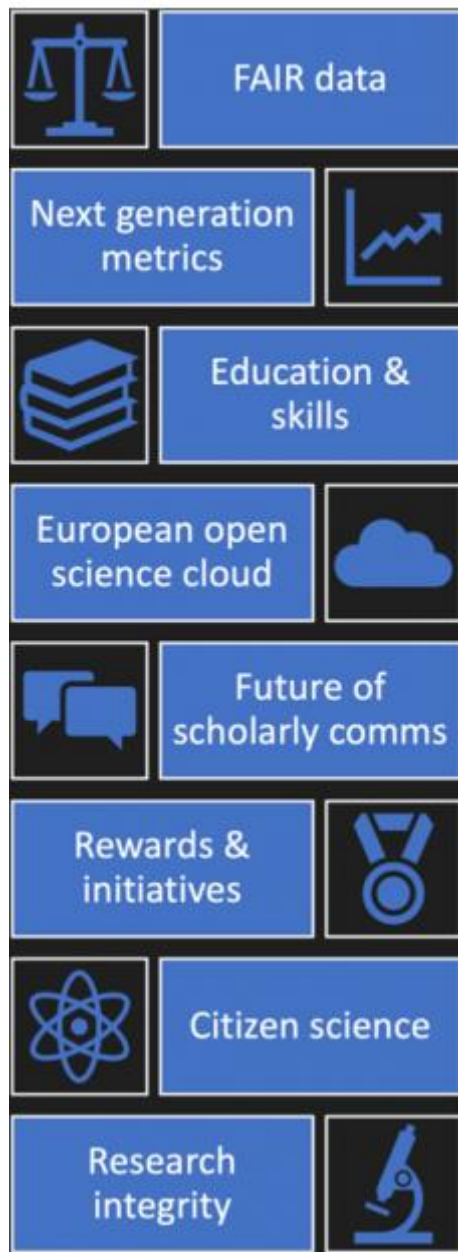 FAIR data
Next generation
metrics
Education &
skills
European open
science cloud
Future of
scholarly comms
Rewards &
initiatives
Citizen science
Research
integrity